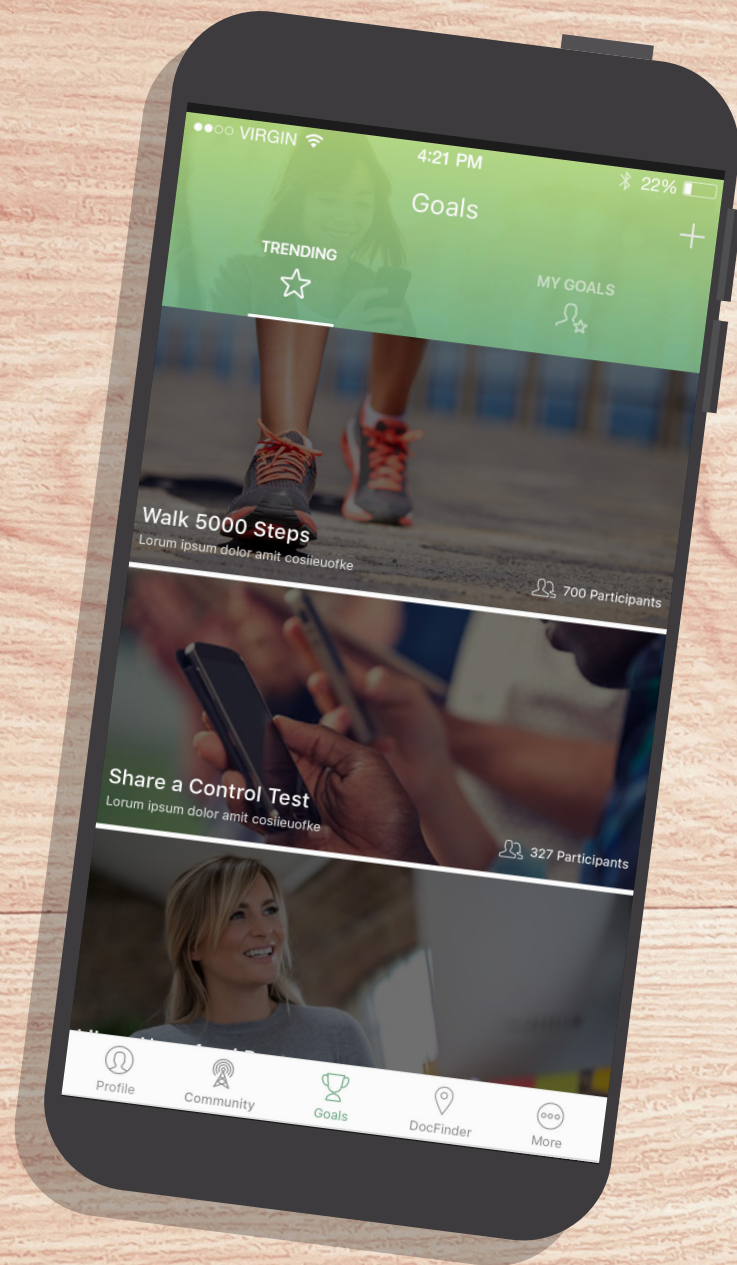 VIRGIN
4:21 PM
22%
Goals
TRENDING
MY GOALS
Walk 5000 Steps
Lorum ipsum dolor amit cosiieuofke
700 Participants
Share a Control Test
Lorum ipsum dolor amit cosiieuofke
327 Participants
Profile
Community
Goals
DocFinder
More